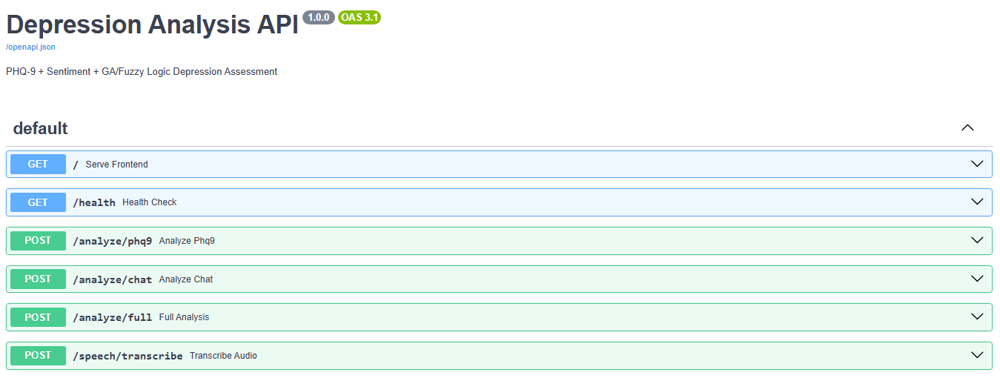 Depression Analysis API 1.0.0 OAS 3.1
/openapi.json
PHQ-9 + Sentiment + GA/Fuzzy Logic Depression Assessment
default
GET / Serve Frontend
GET /health Health Check
POST /analyze/phq9 Analyze Phq9
POST /analyze/chat Analyze Chat
POST /analyze/full Full Analysis
POST /speech/transcribe Transcribe Audio